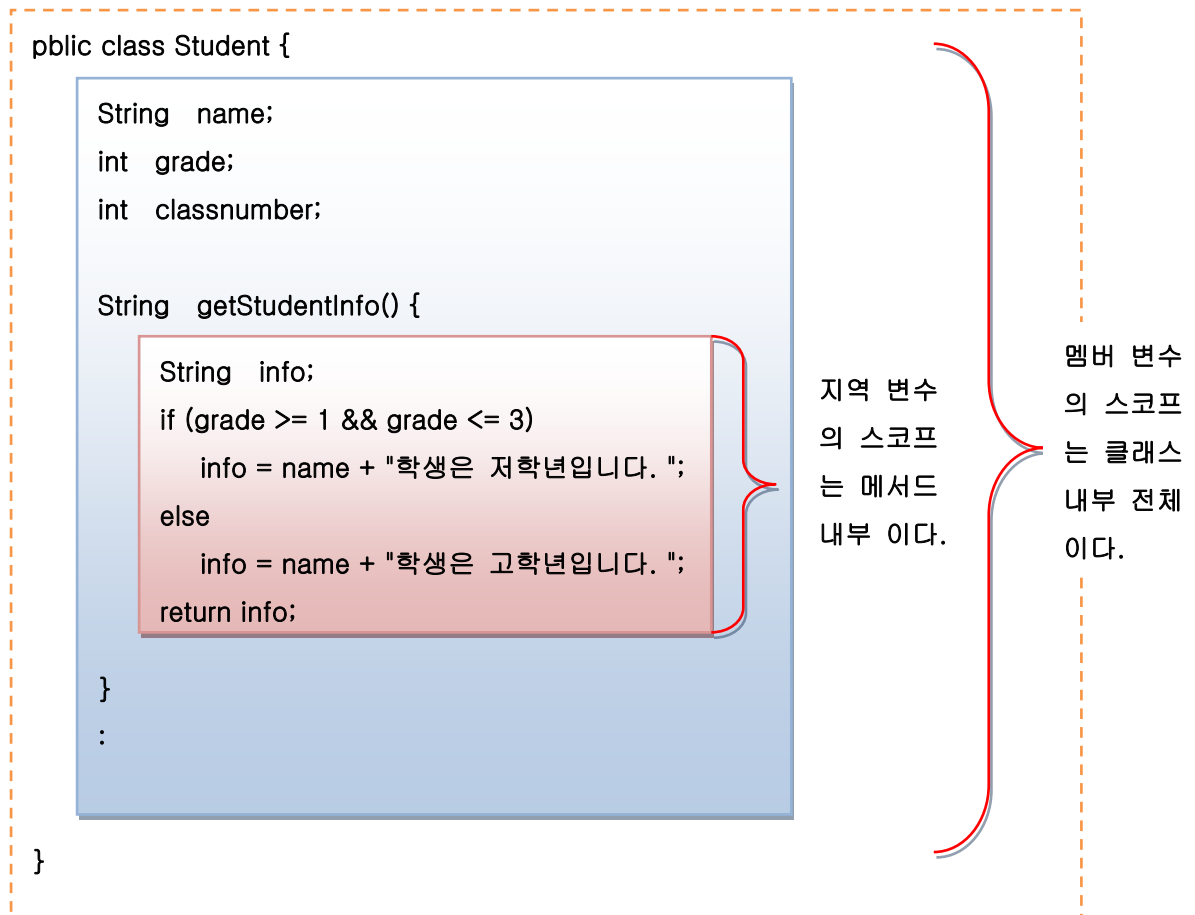 pblic class Student {
String name;
int grade;
int classnumber;
String getStudentInfo() {
String info;
if (grade >= 1 && grade <= 3)
info = name + "학생은 저학년입니다. ";
else
info = name + "학생은 고학년입니다. ";
return info;
}
:
}
지역 변수
의 스코프
는 메서드
내부 이다.
멤버 변수
의 스코프
는 클래스
내부 전체
이다.